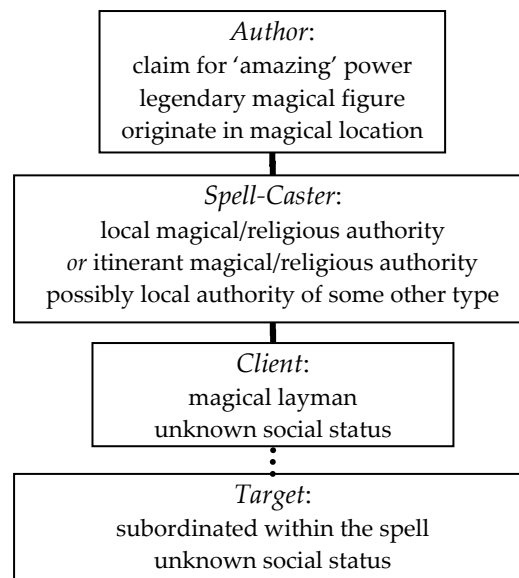 Author:
claim for ‘amazing’ power
legendary magical figure
originate in magical location
Spell-Caster:
local magical/religious authority
or itinerant magical/religious authority
possibly local authority of some other type
Client:
magical layman
unknown social status
Target:
subordinated within the spell
unknown social status